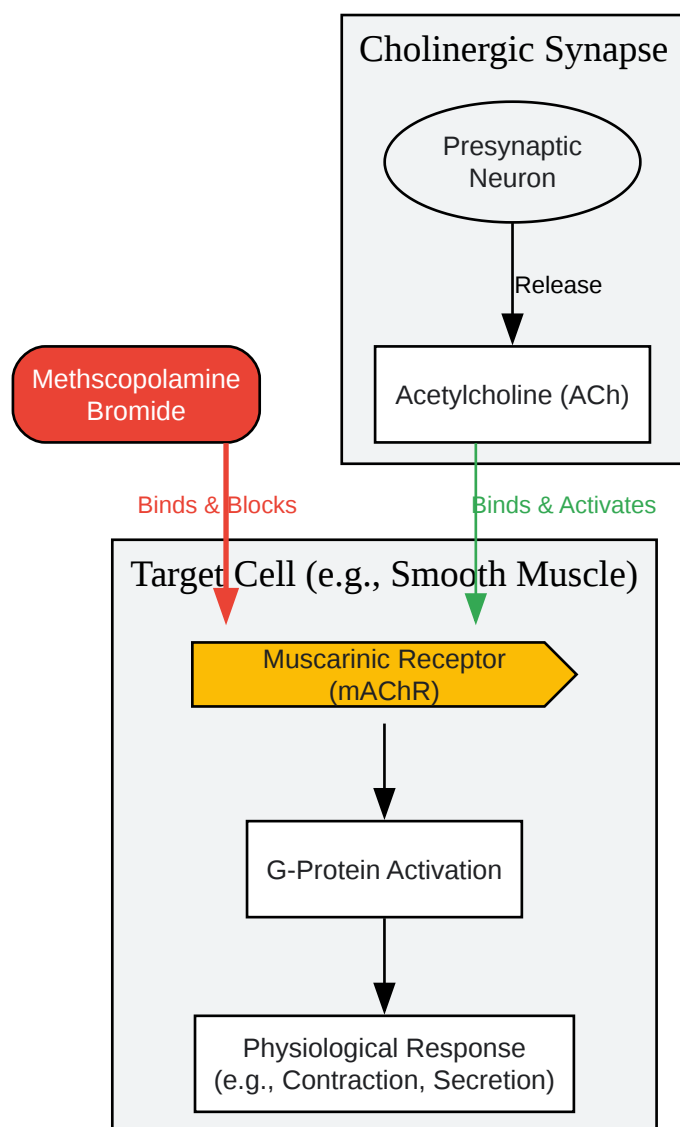 Cholinergic Synapse
Presynaptic
Neuron
Release
Methscopolamine
Bromide
Acetylcholine (ACh)
Binds & Blocks
Binds & Activates
Target Cell (e.g., Smooth Muscle)
Muscarinic Receptor
(mAChR)
G-Protein Activation
Physiological Response
(e.g., Contraction, Secretion)